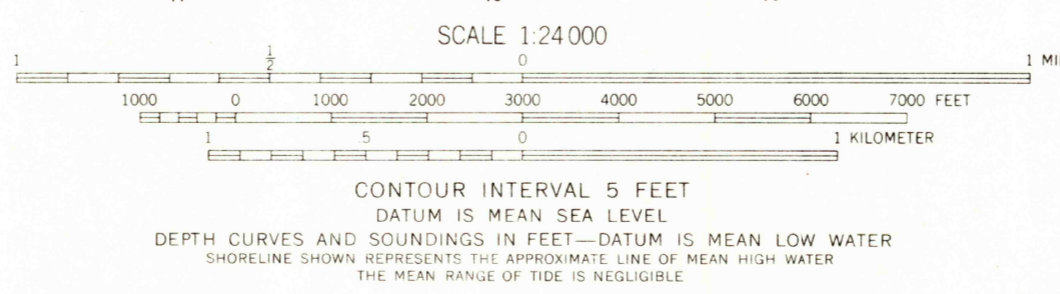 SCALE 1:24 000
1 1/2 0 1
1000 0 1000 2000 3000 4000 5000 6000 7000 FEET
1 .5 0 1 KILOMETER
CONTOUR INTERVAL 5 FEET
DATUM IS MEAN SEA LEVEL
DEPTH CURVES AND SOUNDINGS IN FEET—DATUM IS MEAN LOW WATER
SHORELINE SHOWN REPRESENTS THE APPROXIMATE LINE OF MEAN HIGH WATER
THE MEAN RANGE OF TIDE IS NEGLIGIBLE